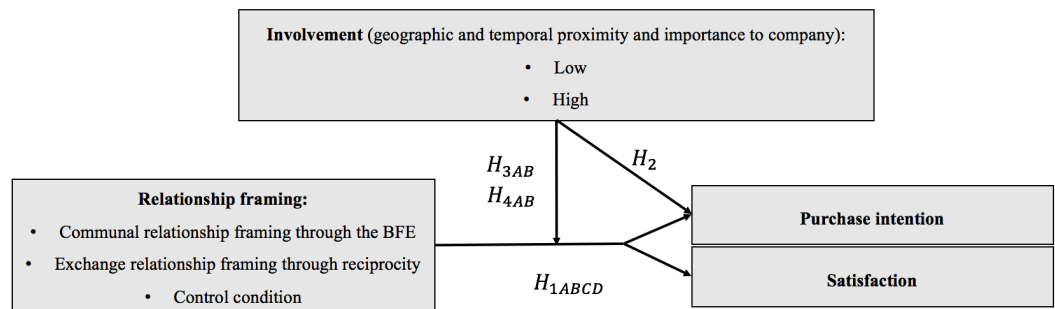 Involvement (geographic and temporal proximity and importance to company):
• Low
• High
H3AB
H4AB
H2
Relationship framing:
• Communal relationship framing through the BFE
• Exchange relationship framing through reciprocity
• Control condition
H1ABCD
Purchase intention
Satisfaction